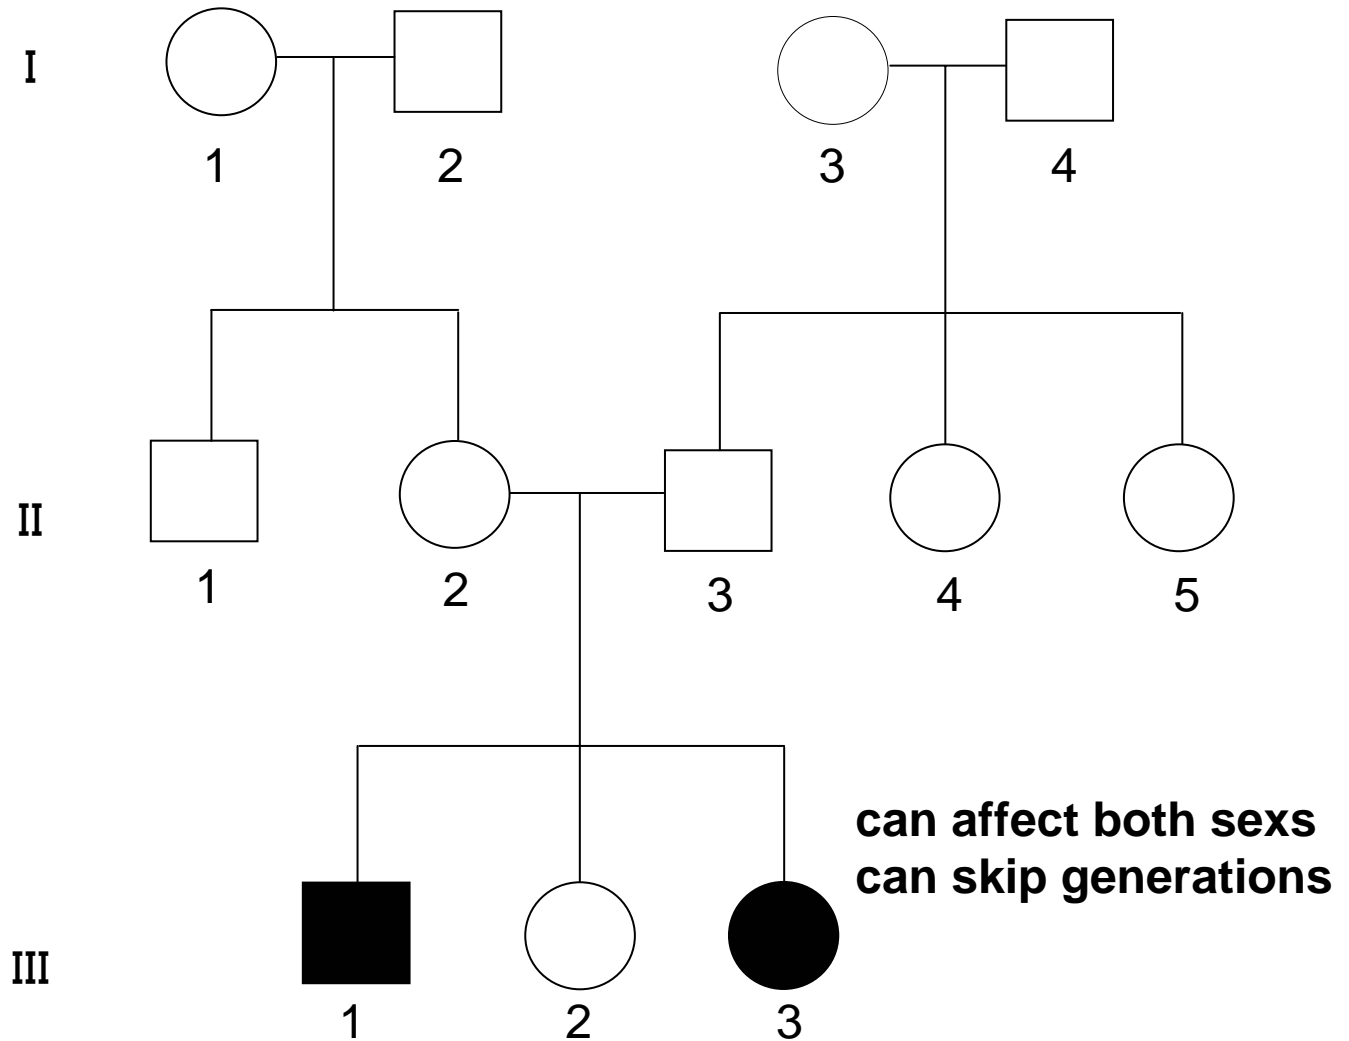 I
1 2 3 4
II
1 2 3 4 5
can affect both sexs
can skip generations
III
1 2 3